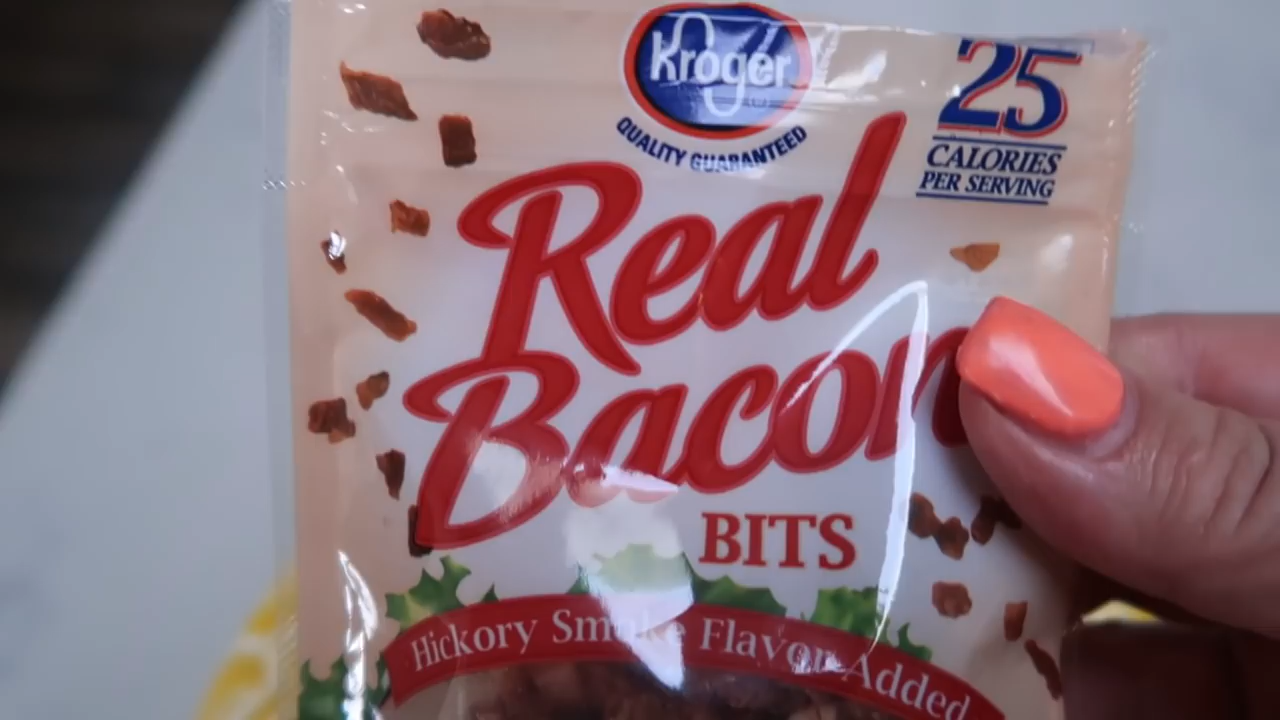 Kroger
QUALITY GUARANTEED
25
CALORIES
PER SERVING
Real
Bacon
BITS
Hickory Smoke Flavor Added